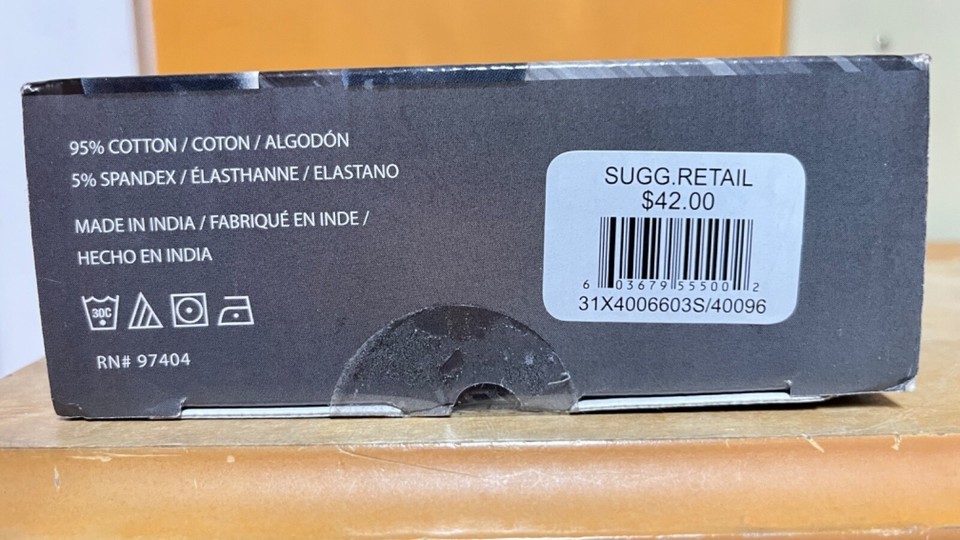 95% COTTON / COTON / ALGODÓN
5% SPANDEX / ÉLASTHANNE / ELASTANO
MADE IN INDIA / FABRIQUÉ EN INDE /
HECHO EN INDIA
30C
RN# 97404
SUGG.RETAIL
$42.00
6 03679 55500 2
31X4006603S/40096